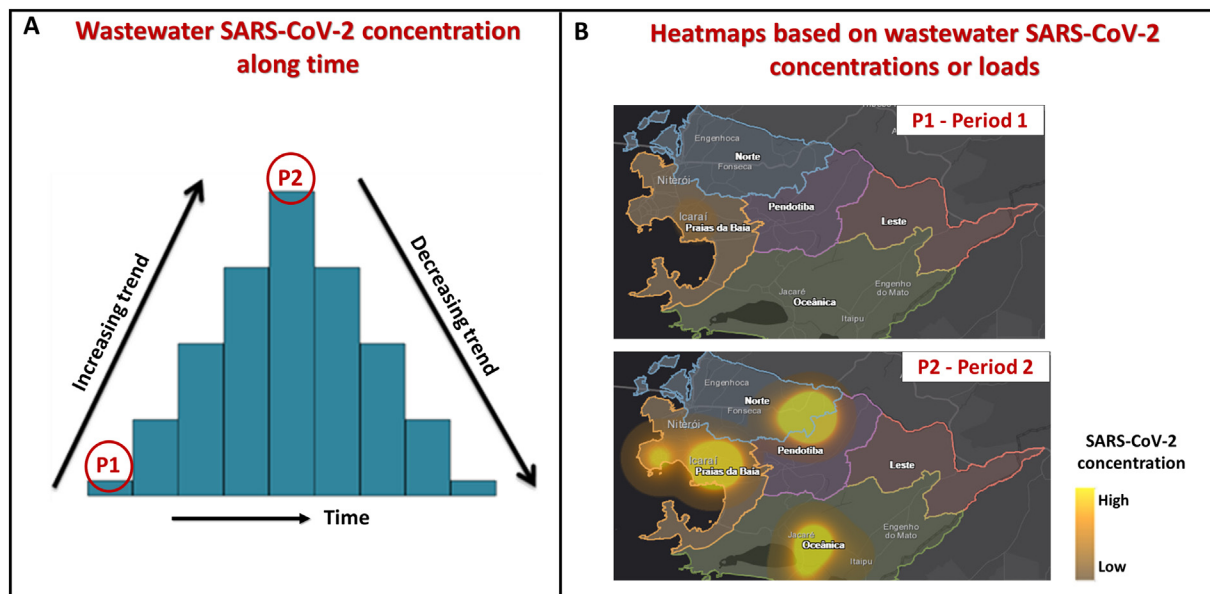 A
Wastewater SARS-CoV-2 concentration
along time
P2
Increasing trend
Decreasing trend
P1
Time
B
Heatmaps based on wastewater SARS-CoV-2
concentrations or loads
P1 - Period 1
Engenhoca
Norte
Fonseca
Niterói
Pendotiba
Icaraí
Praias da Baía
Leste
Jacaré
Engenho
do Mato
Oceânica
Itaipu
P2 - Period 2
Engenhoca
Norte
Fonseca
Niterói
Pendotiba
Icaraí
Praias da Baía
Leste
Jacaré
Engenho
do Mato
Oceânica
Itaipu
SARS-CoV-2
concentration
High
Low